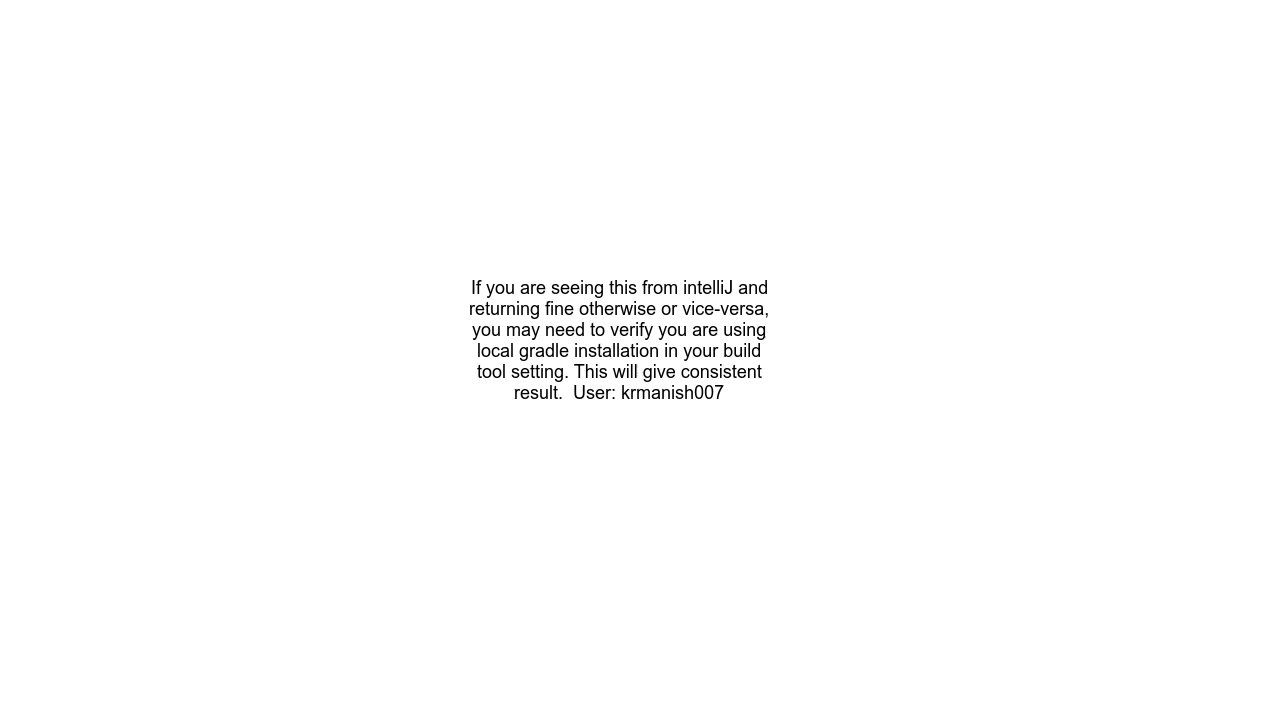 If you are seeing this from intelliJ and
returning fine otherwise or vice-versa,
you may need to verify you are using
local gradle installation in your build
tool setting. This will give consistent
result.  User: krmanish007